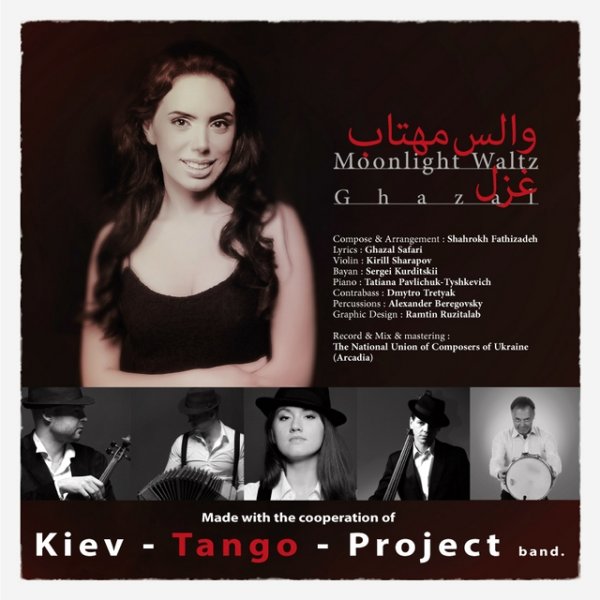 والس مهتاب
Moonlight Waltz
غزل
Ghazal
Compose & Arrangement : Shahrokh Fathizadeh
Lyrics : Ghazal Safari
Violin : Kirill Sharapov
Bayan : Sergei Kurditskii
Piano : Tatiana Pavlichuk-Tyshkevich
Contrabass : Dmytro Tretyak
Percussions : Alexander Beregovsky
Graphic Design : Ramtin Ruzitalab
Record & Mix & mastering :
The National Union of Composers of Ukraine
(Arcadia)
Made with the cooperation of
Kiev - Tango - Project band.